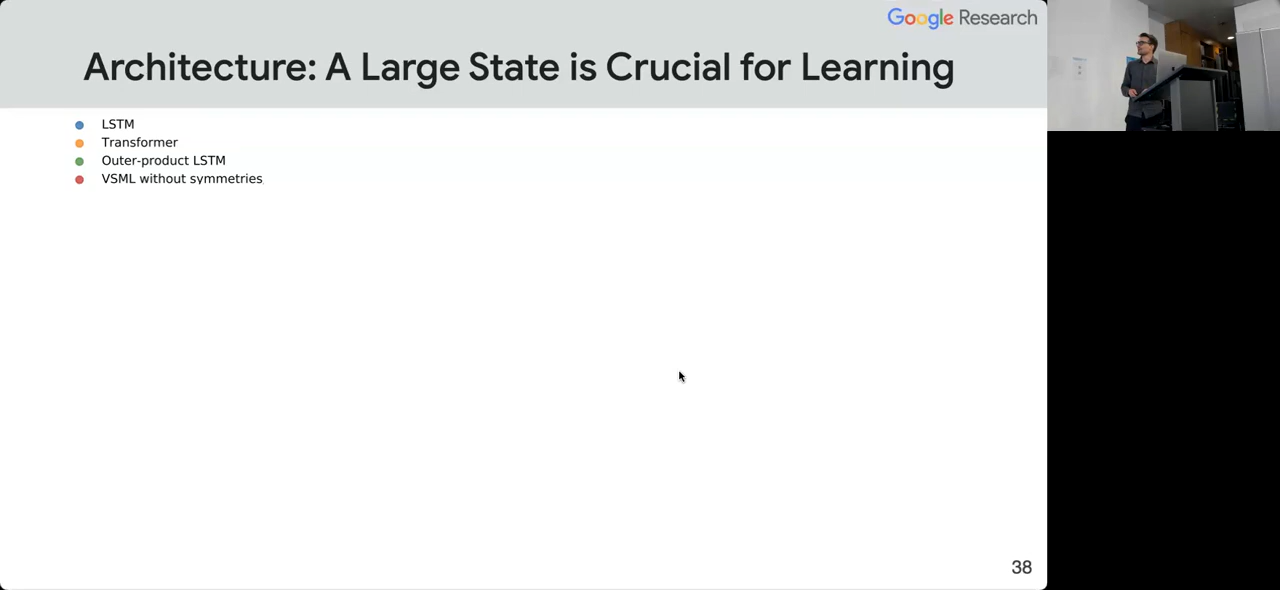 Google Research
Architecture: A Large State is Crucial for Learning
LSTM
Transformer
Outer-product LSTM
VSML without symmetries
38